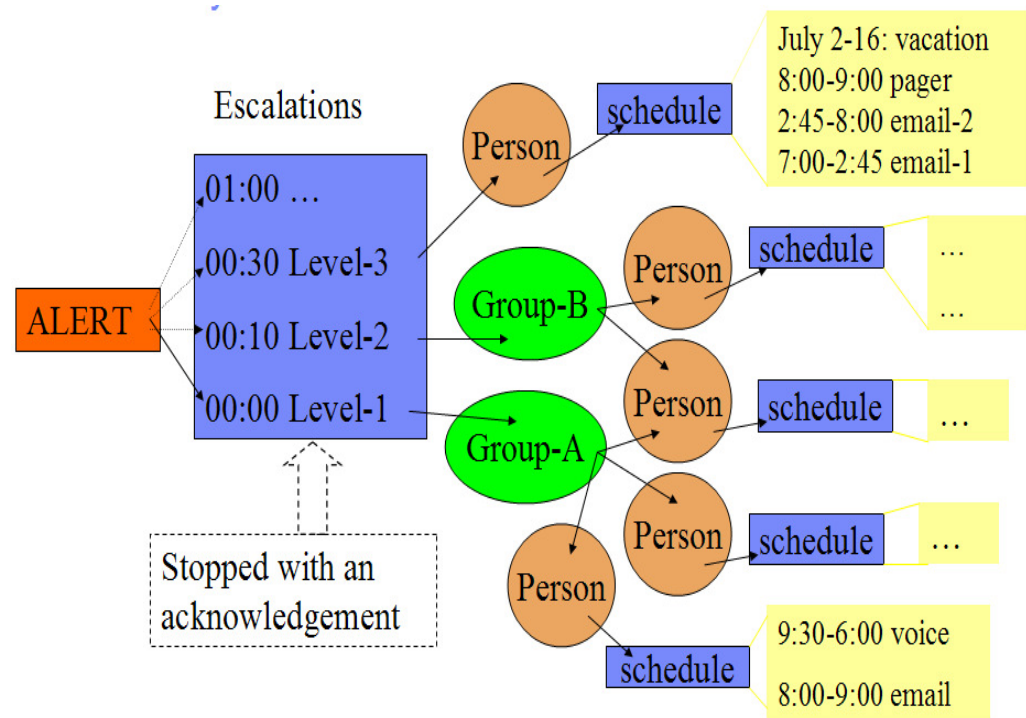 Escalations
ALERT
01:00 …
00:30 Level-3
00:10 Level-2
00:00 Level-1
Stopped with an
acknowledgement
Person
schedule
July 2-16: vacation
8:00-9:00 pager
2:45-8:00 email-2
7:00-2:45 email-1
Group-B
Person
schedule
…
…
Group-A
Person
schedule
…
Person
schedule
…
Person
schedule
9:30-6:00 voice
8:00-9:00 email